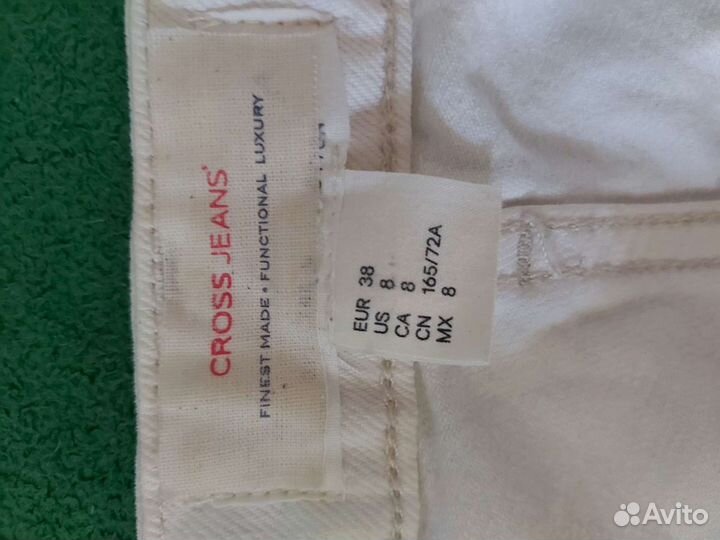 CROSS JEANS
FINEST MADE • FUNCTIONAL LUXURY
EUR 38
US 8
CA 8
CN 165/72A
MX 8
Avito